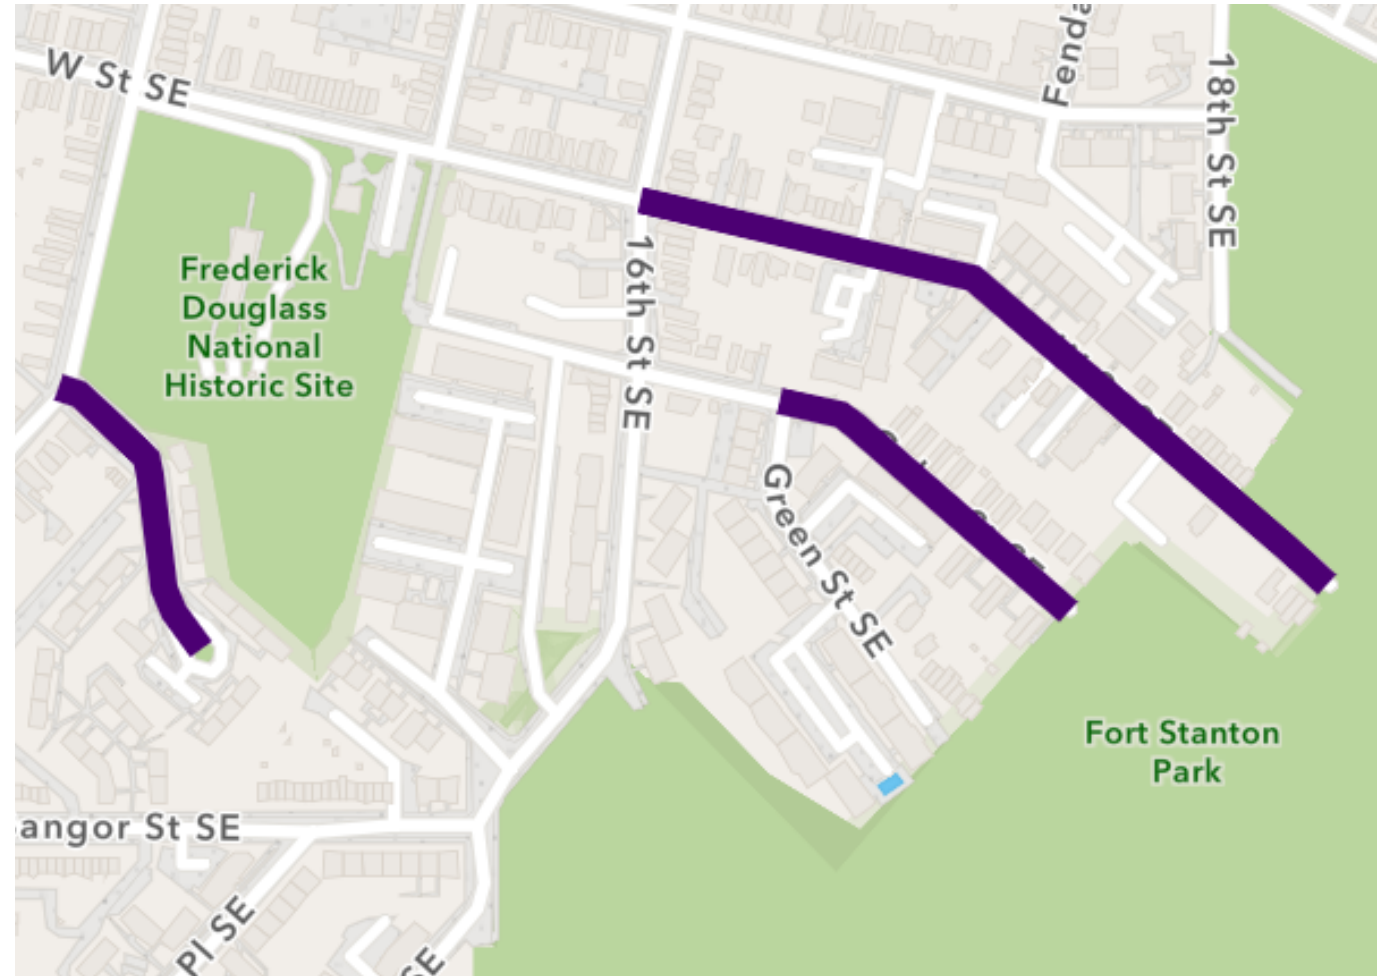 Fenda
W St SE
18th St SE
Frederick
Douglass
National
Historic Site
16th St SE
Green St SE
Fort Stanton
Park
angor St SE
Pl SE
SE